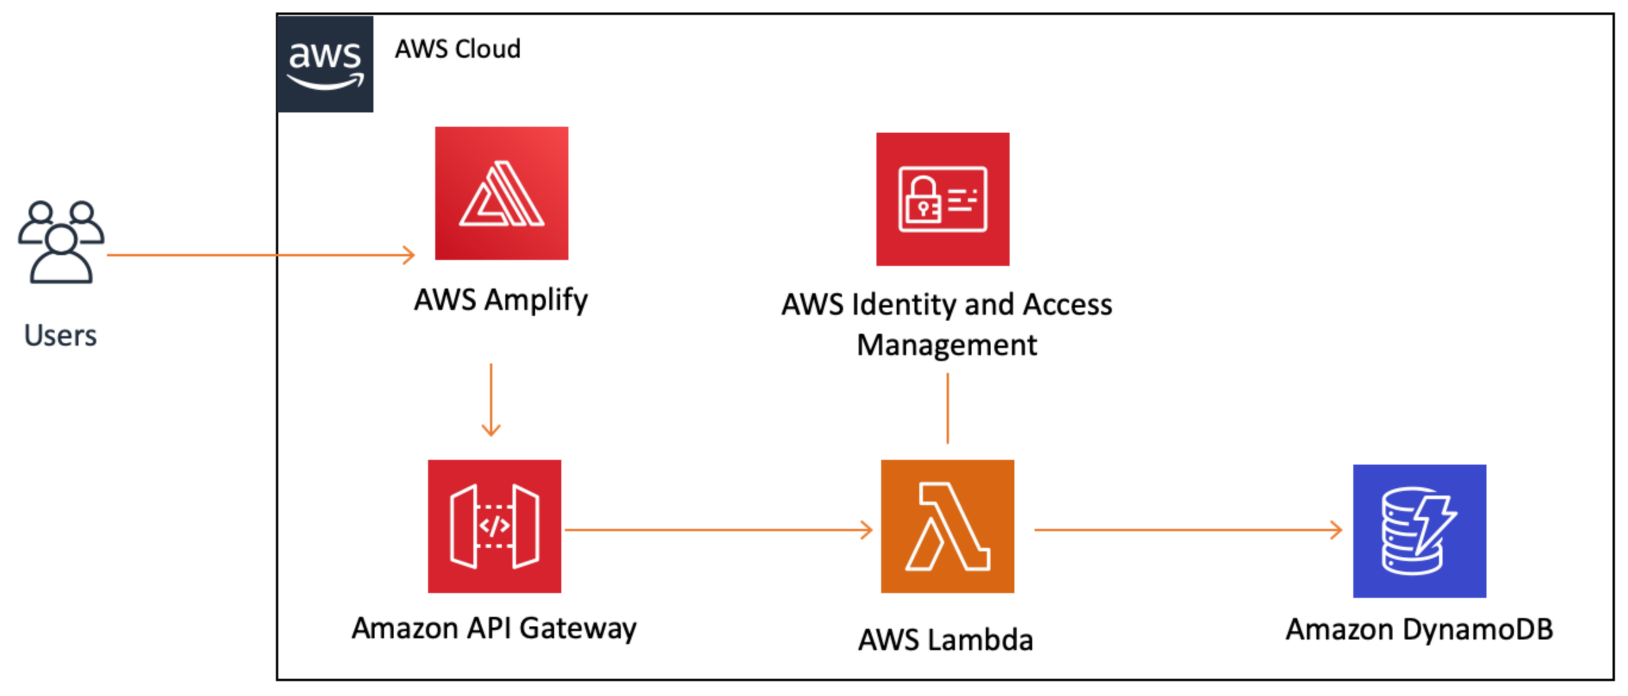 aws
AWS Cloud
Users
AWS Amplify
AWS Identity and Access
Management
</>
Amazon API Gateway
AWS Lambda
Amazon DynamoDB